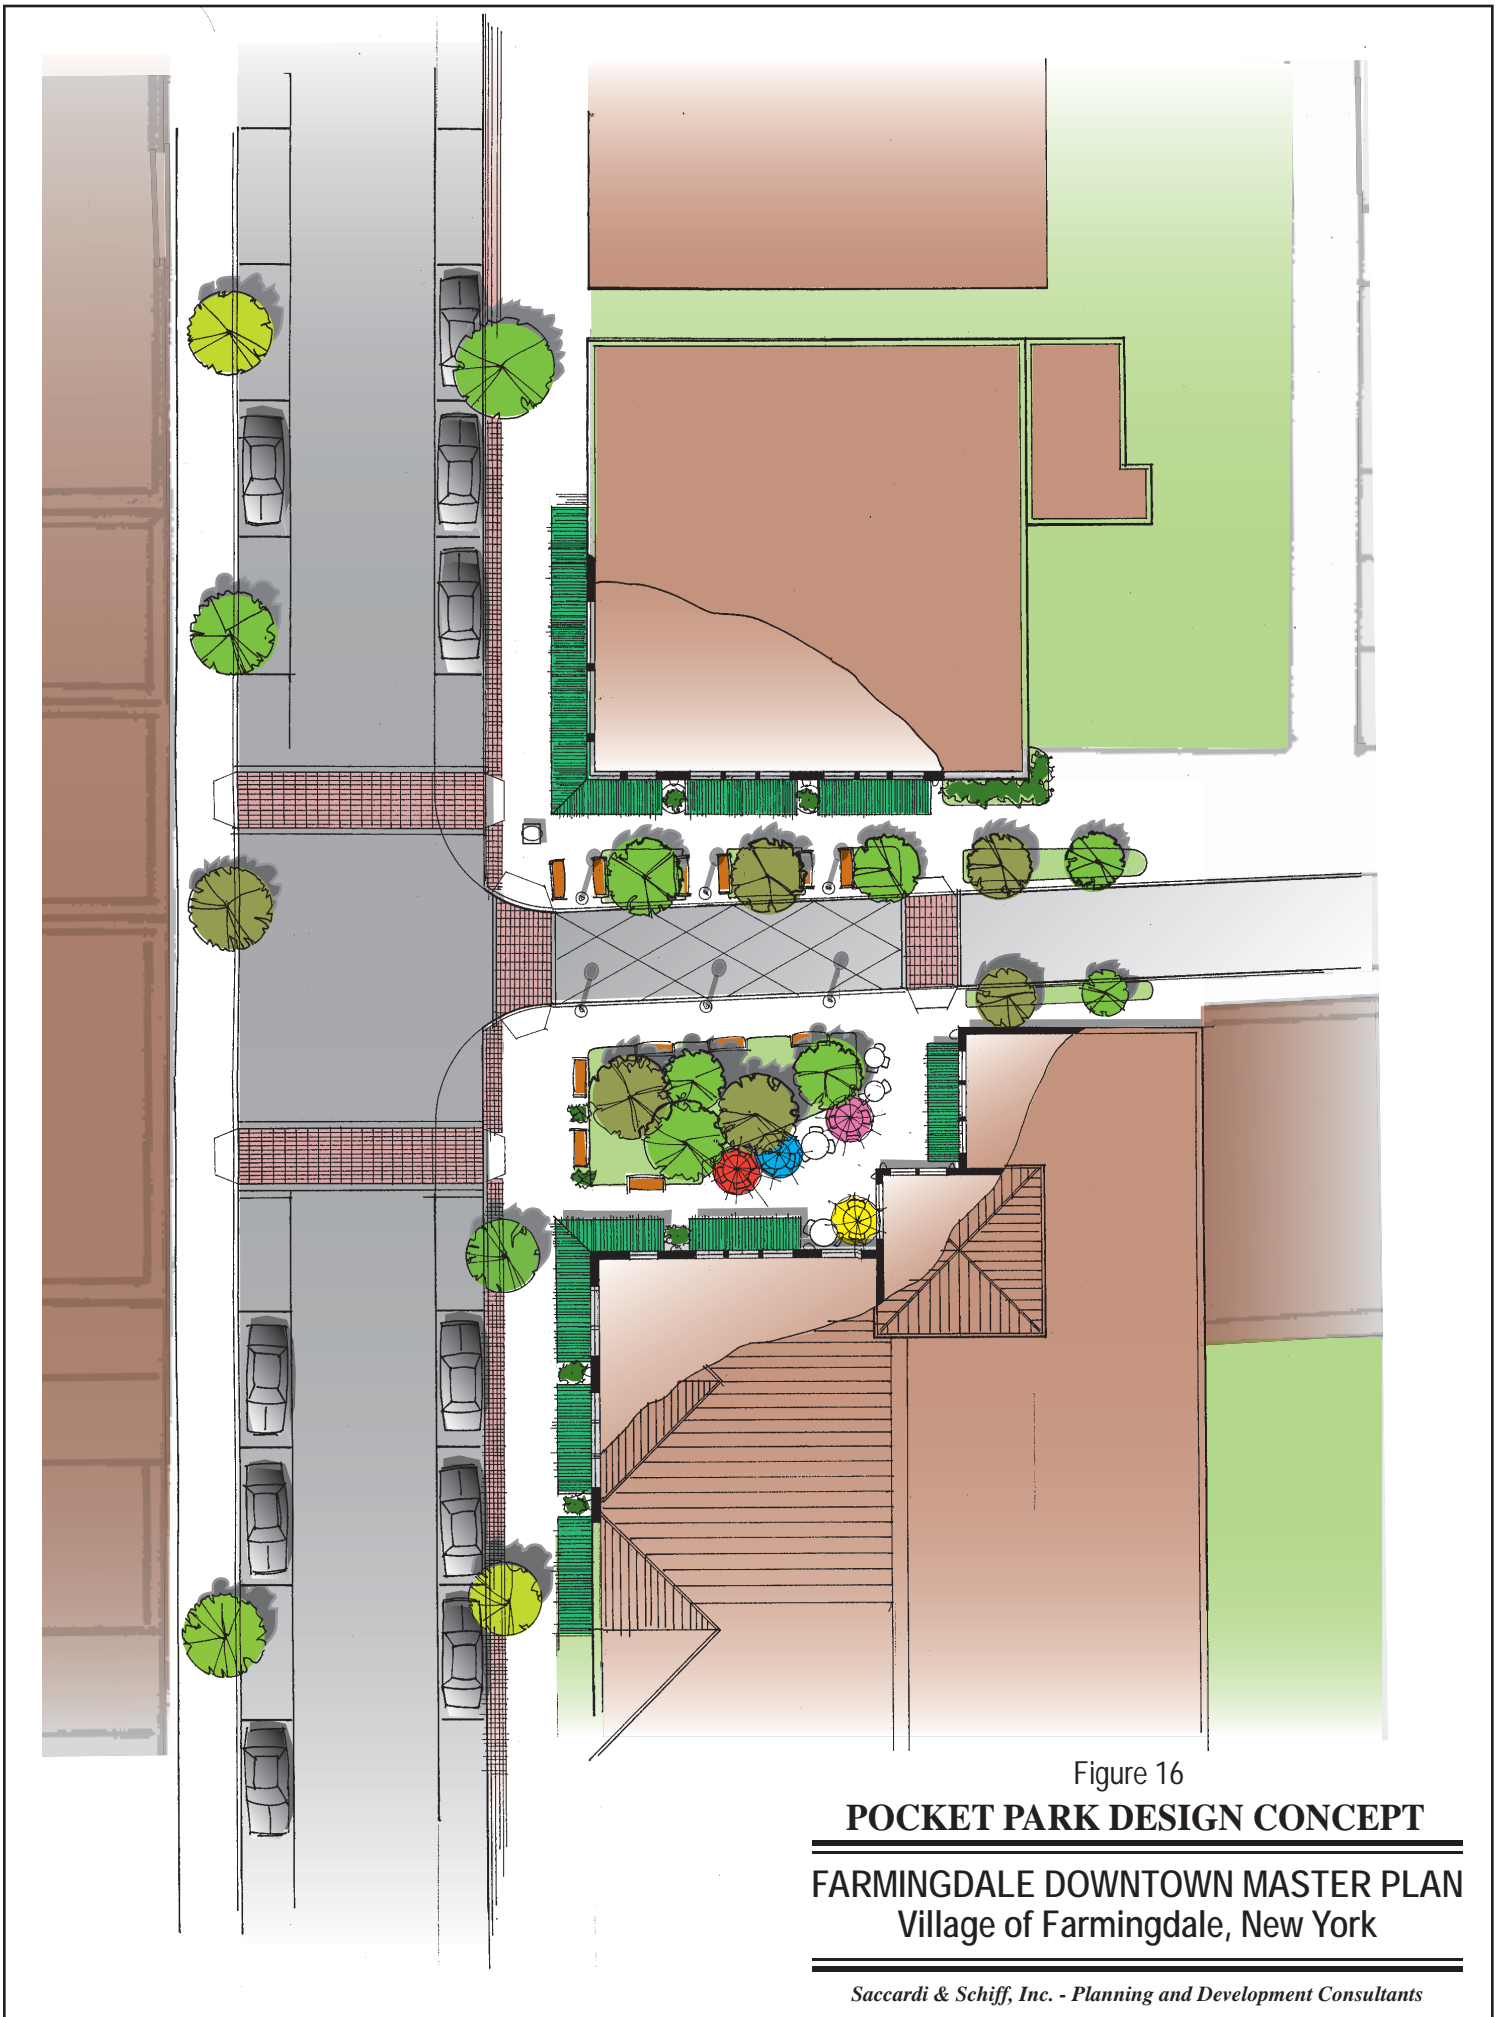 Figure 16
POCKET PARK DESIGN CONCEPT
FARMINGDALE DOWNTOWN MASTER PLAN
Village of Farmingdale, New York
Saccardi & Schiff, Inc. - Planning and Development Consultants